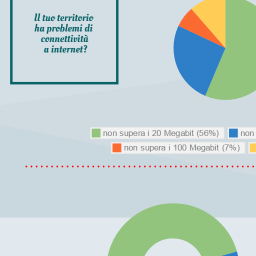 Il tuo territorio
ha problemi di
connettività
a internet?
non supera i 20 Megabit (56%) non
non supera i 100 Megabit (7%)